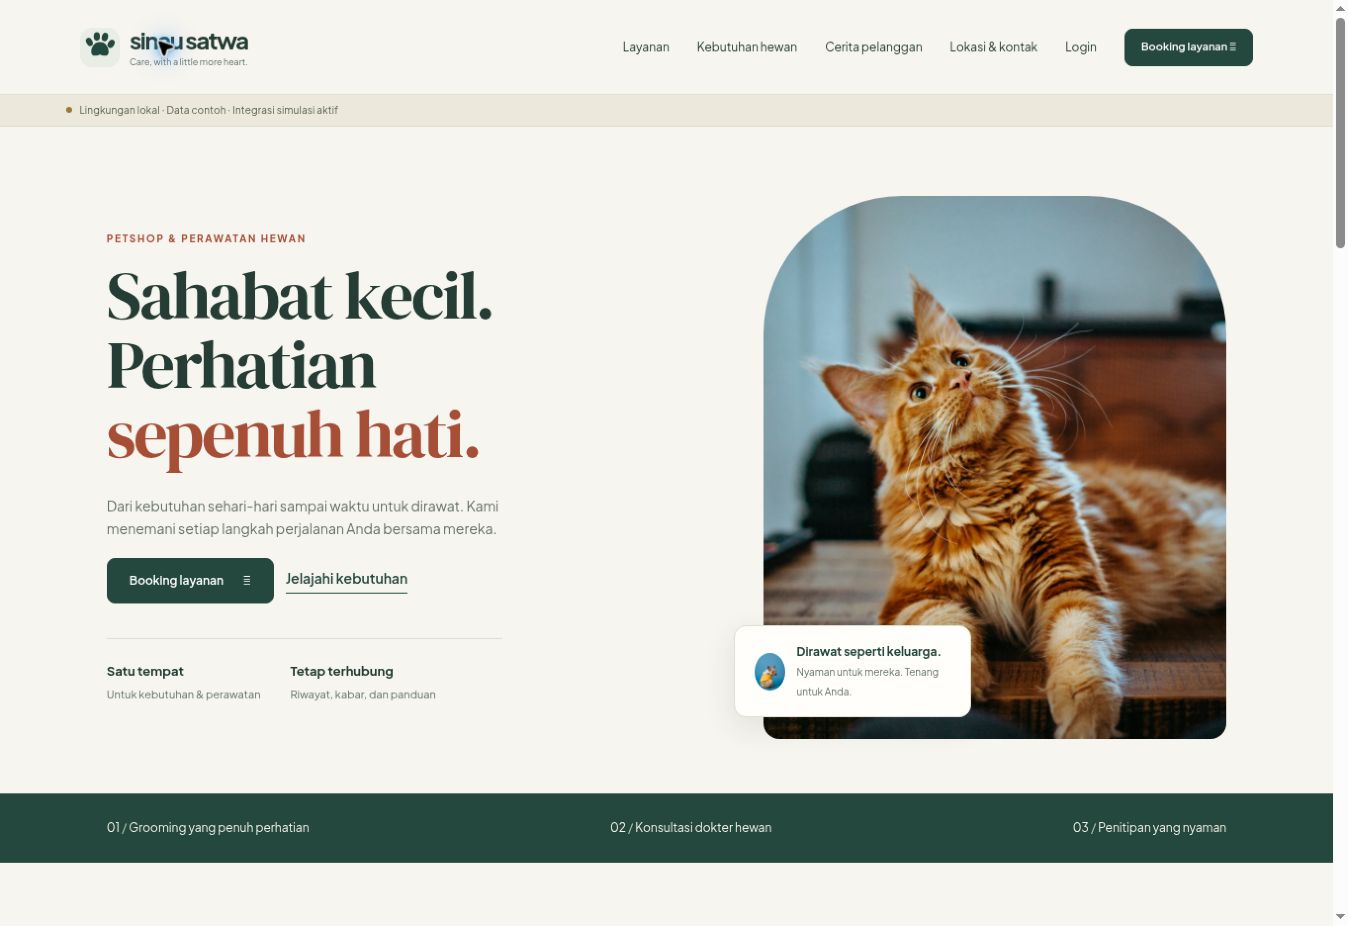 satwa
Care, with a little more heart.
Layanan
Kebutuhan hewan
Cerita pelanggan
Lokasi & kontak
Login
Booking layanan
Lingkungan lokal · Data contoh · Integrasi simulasi aktif
PETSHOP & PERAWATAN HEWAN
Sahabat kecil.
Perhatian
sepenuh hati.
Dari kebutuhan sehari-hari sampai waktu untuk dirawat. Kami
menemani setiap langkah perjalanan Anda bersama mereka.
Booking layanan
Jelajahi kebutuhan
Satu tempat
Untuk kebutuhan & perawatan
Tetap terhubung
Riwayat, kabar, dan panduan
Dirawat seperti keluarga.
Nyaman untuk mereka. Tenang
untuk Anda.
01 / Grooming yang penuh perhatian
02 / Konsultasi dokter hewan
03 / Penitipan yang nyaman